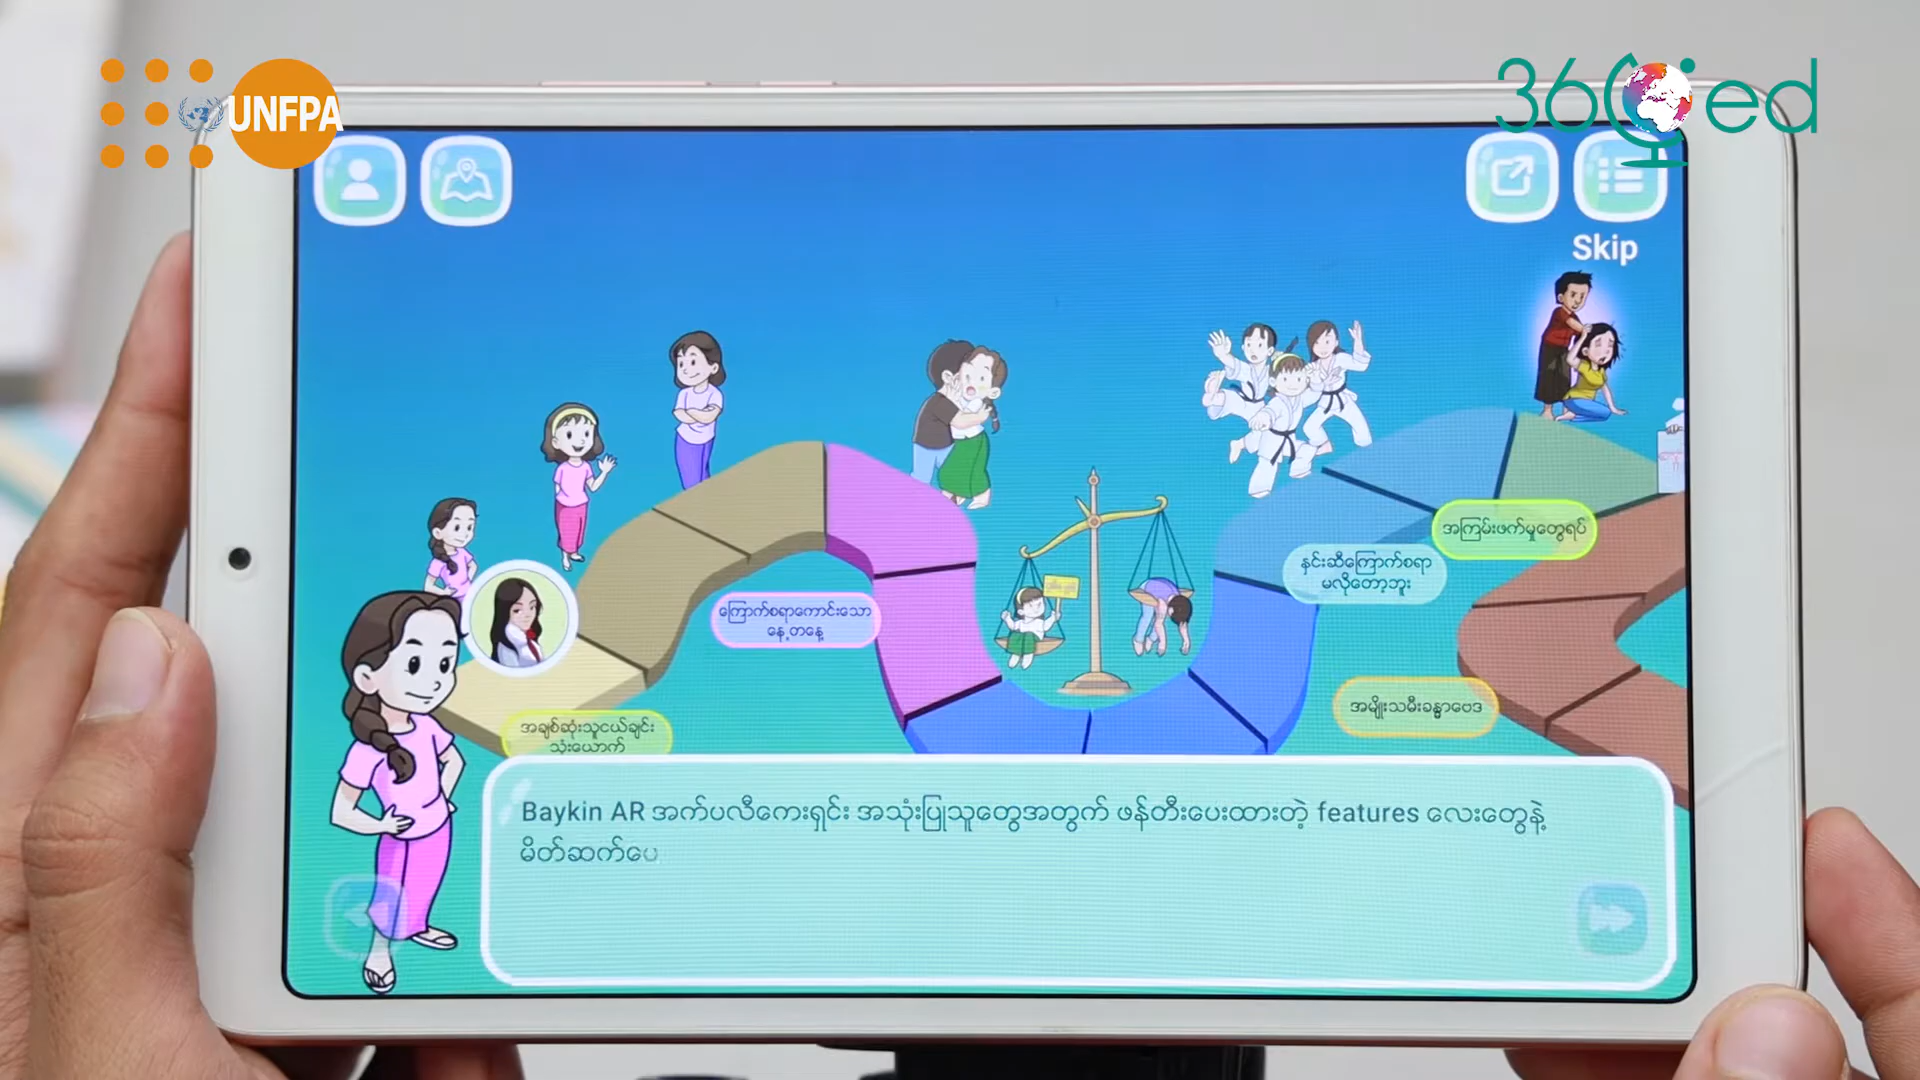 UNFPA
360ed
Skip
အကြမ်းဖက်မှုတွေရပ်
နှင်းဆီကြောက်စရာ
မလိုတော့ဘူး
ကြောက်စရာကောင်းသော
နေ့တနေ့
အမျိုးသမီးခန္ဓာဗေဒ
အချစ်ဆုံးသူငယ်ချင်း
သုံးယောက်
Baykin AR အက်ပလီကေးရှင်း အသုံးပြုသူတွေအတွက် ဖန်တီးပေးထားတဲ့ features လေးတွေနဲ့
မိတ်ဆက်ပေ